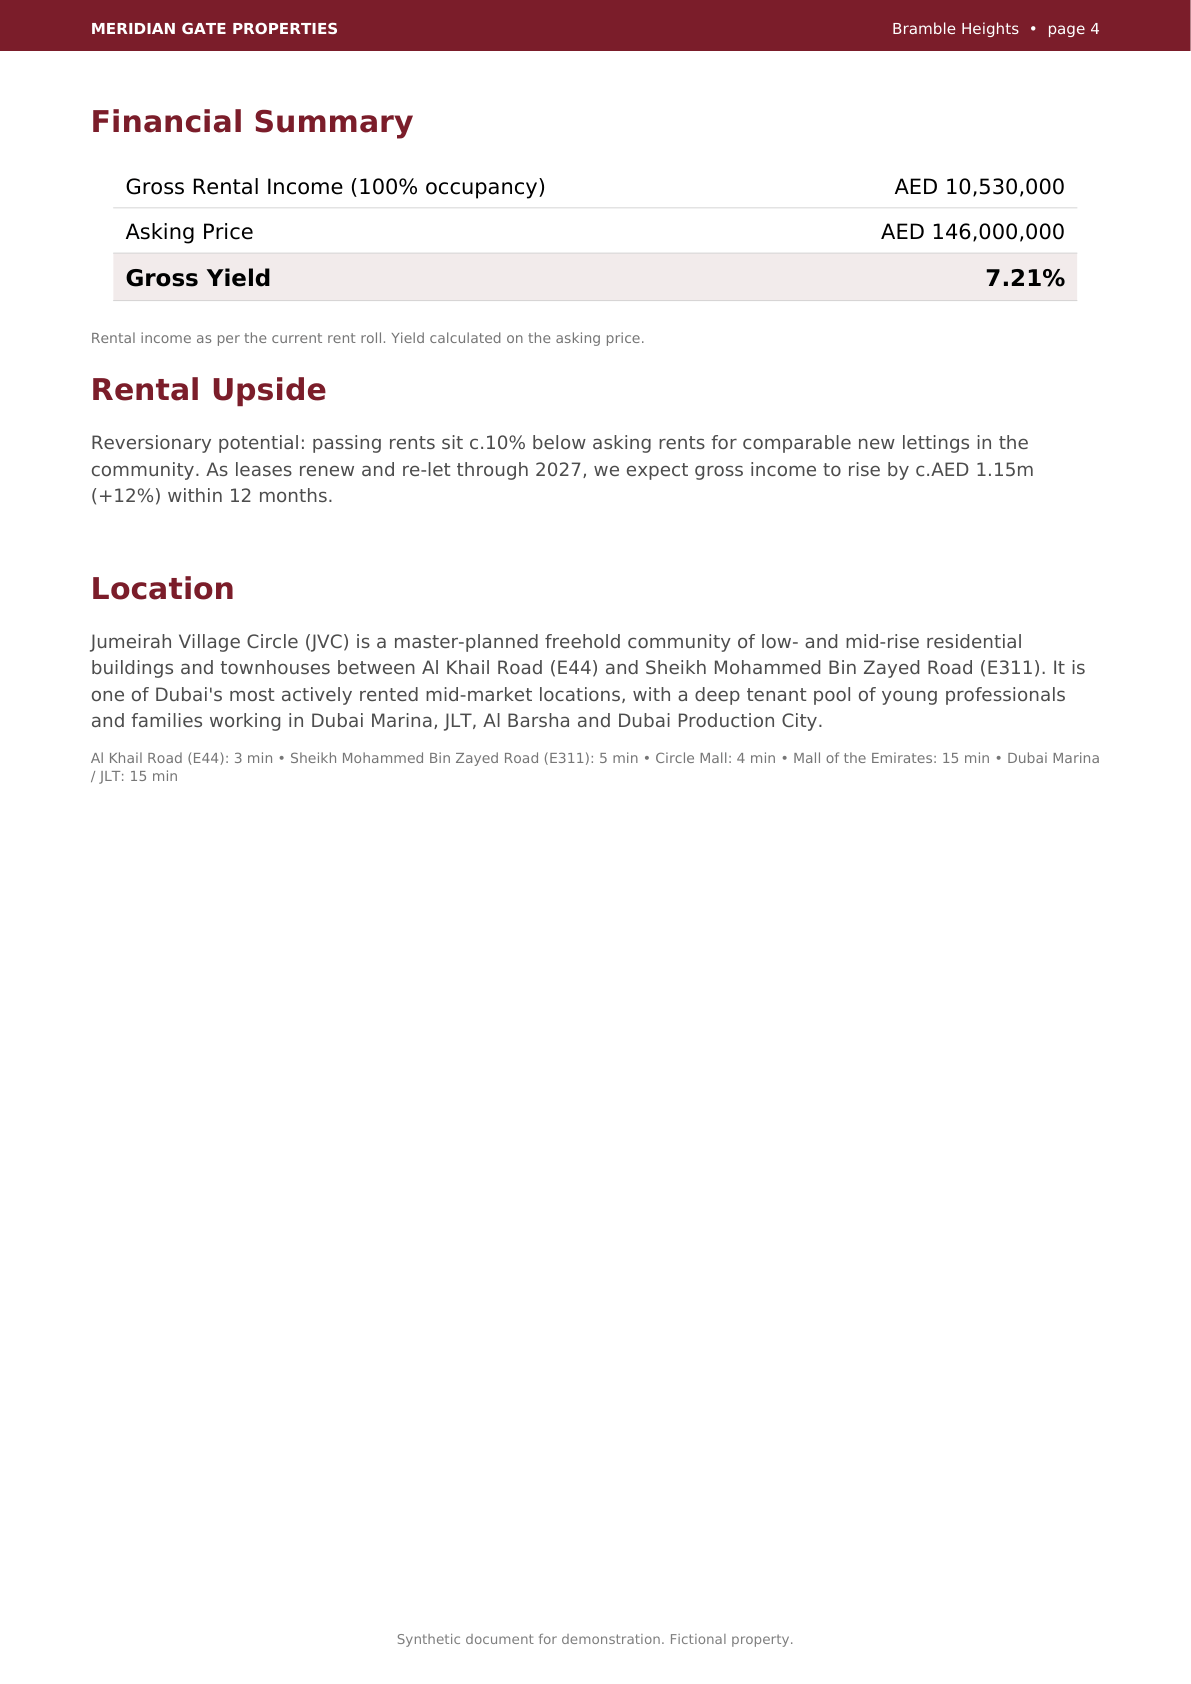 MERIDIAN GATE PROPERTIES
Bramble Heights • page 4
Financial Summary
Gross Rental Income (100% occupancy) AED 10,530,000
Asking Price AED 146,000,000
Gross Yield 7.21%
Rental income as per the current rent roll. Yield calculated on the asking price.
Rental Upside
Reversionary potential: passing rents sit c.10% below asking rents for comparable new lettings in the
community. As leases renew and re-let through 2027, we expect gross income to rise by c.AED 1.15m
(+12%) within 12 months.
Location
Jumeirah Village Circle (JVC) is a master-planned freehold community of low- and mid-rise residential
buildings and townhouses between Al Khail Road (E44) and Sheikh Mohammed Bin Zayed Road (E311). It is
one of Dubai's most actively rented mid-market locations, with a deep tenant pool of young professionals
and families working in Dubai Marina, JLT, Al Barsha and Dubai Production City.
Al Khail Road (E44): 3 min • Sheikh Mohammed Bin Zayed Road (E311): 5 min • Circle Mall: 4 min • Mall of the Emirates: 15 min • Dubai Marina
/ JLT: 15 min
Synthetic document for demonstration. Fictional property.